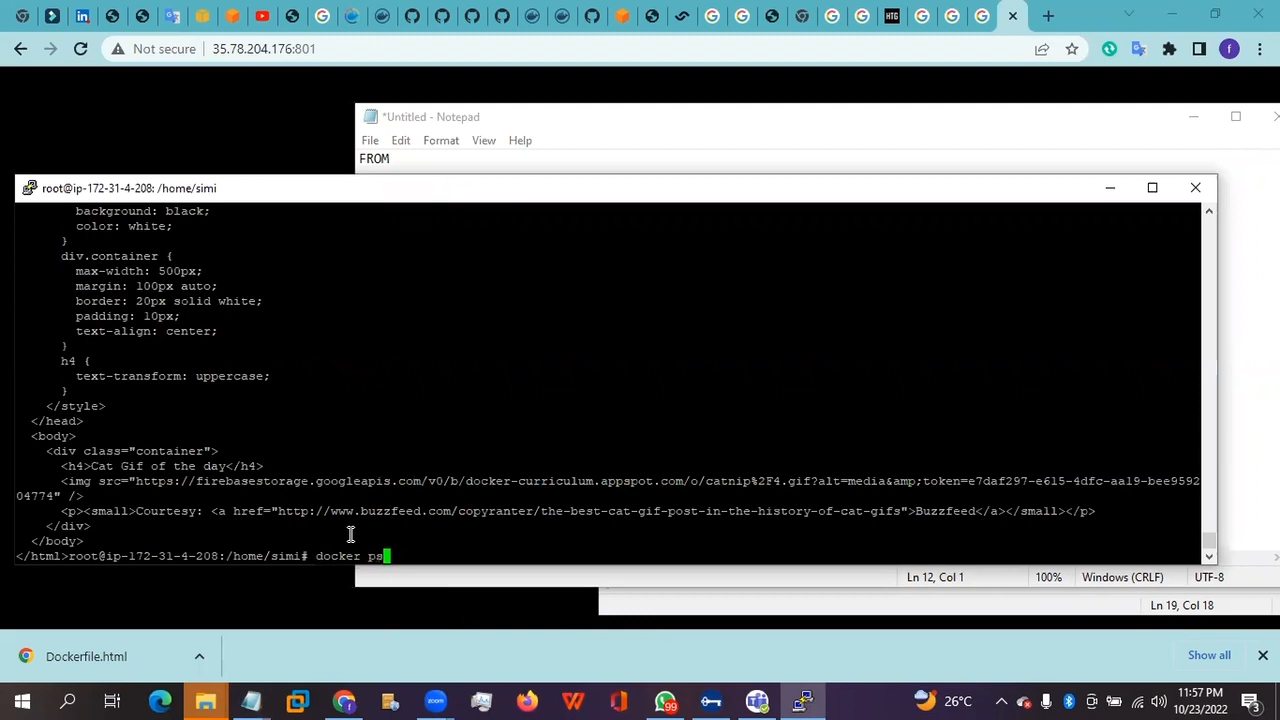 HTG
Not secure
35.78.204.176:801
f
*Untitled - Notepad
File
Edit
Format
View
Help
FROM
root@ip-172-31-4-208: /home/simi
background: black;
color: white;
}
div.container {
max-width: 500px;
margin: 100px auto;
border: 20px solid white;
padding: 10px;
text-align: center;
}
h4 {
text-transform: uppercase;
}
</style>
</head>
<body>
<div class="container">
<h4>Cat Gif of the day</h4>
<img src="https://firebasestorage.googleapis.com/v0/b/docker-curriculum.appspot.com/o/catnip%2F4.gif?alt=media&amp;token=e7daf297-e615-4dfc-aa19-bee9592
04774" />
<p><small>Courtesy: <a href="http://www.buzzfeed.com/copyranter/the-best-cat-gif-post-in-the-history-of-cat-gifs">Buzzfeed</a></small></p>
</div>
</body>
</html>root@ip-172-31-4-208:/home/simi# docker ps
Ln 12, Col 1
100%
Windows (CRLF)
UTF-8
Ln 19, Col 18
Dockerfile.html
Show all
zoom
99
26°C
11:57 PM
10/23/2022
3